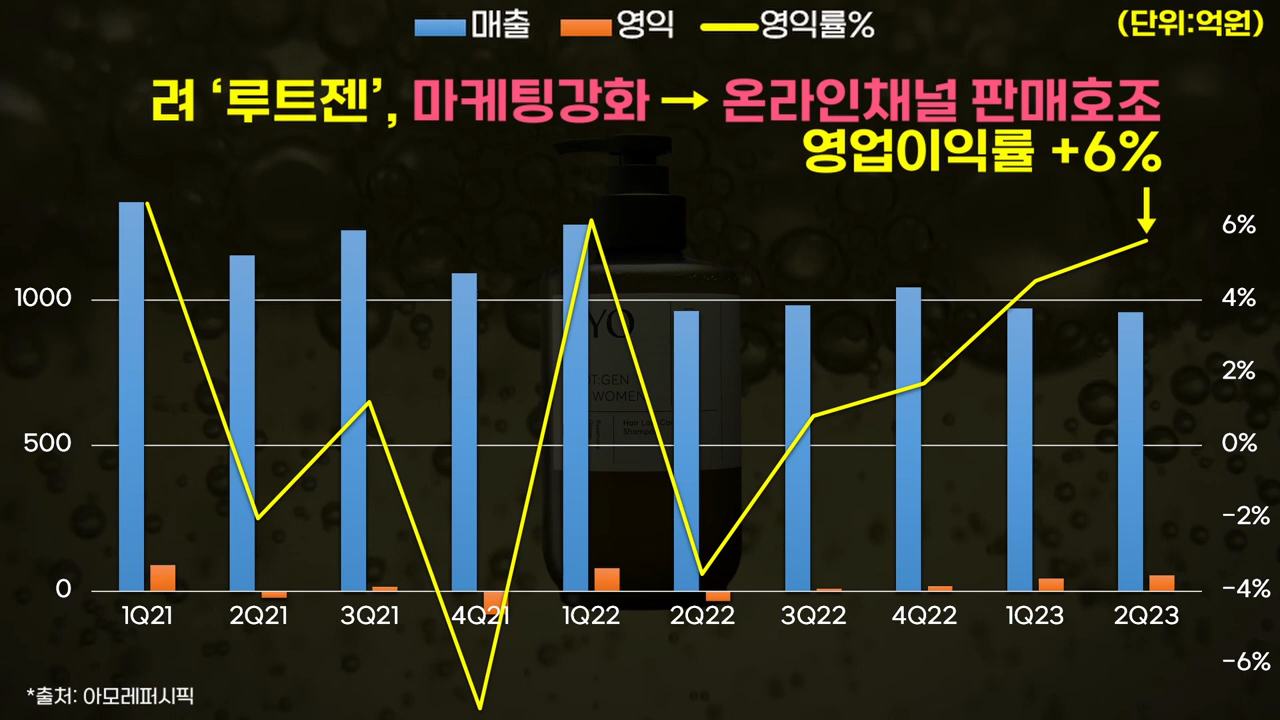 매출 영익 영익률%
(단위:억원)
려 ‘루트젠’, 마케팅강화 → 온라인채널 판매호조
영업이익률 +6%
6%
1000 4%
2%
500 0%
-2%
0 -4%
1Q21 2Q21 3Q21 4Q21 1Q22 2Q22 3Q22 4Q22 1Q23 2Q23
-6%
YO
T.GEN
WOMEN
*출처: 아모레퍼시픽